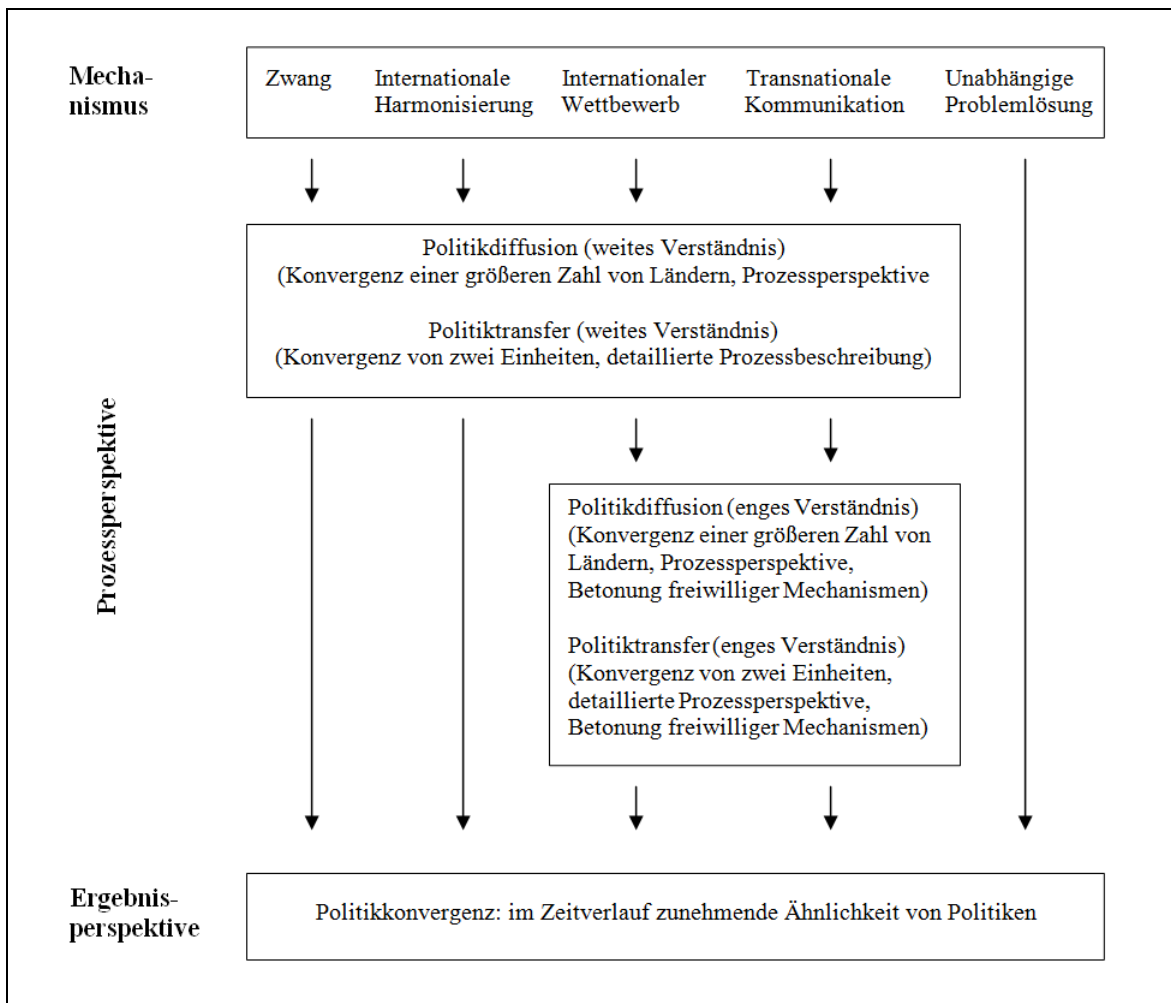 Mecha-
nismus
Zwang
Internationale
Harmonisierung
Internationaler
Wettbewerb
Transnationale
Kommunikation
Unabhängige
Problemlösung
Prozessperspektive
Politikdiffusion (weites Verständnis)
(Konvergenz einer größeren Zahl von Ländern, Prozessperspektive
Politiktransfer (weites Verständnis)
(Konvergenz von zwei Einheiten, detaillierte Prozessbeschreibung)
Politikdiffusion (enges Verständnis)
(Konvergenz einer größeren Zahl von
Ländern, Prozessperspektive,
Betonung freiwilliger Mechanismen)
Politiktransfer (enges Verständnis)
(Konvergenz von zwei Einheiten,
detaillierte Prozessperspektive,
Betonung freiwilliger Mechanismen)
Ergebnis-
perspektive
Politikkonvergenz: im Zeitverlauf zunehmende Ähnlichkeit von Politiken